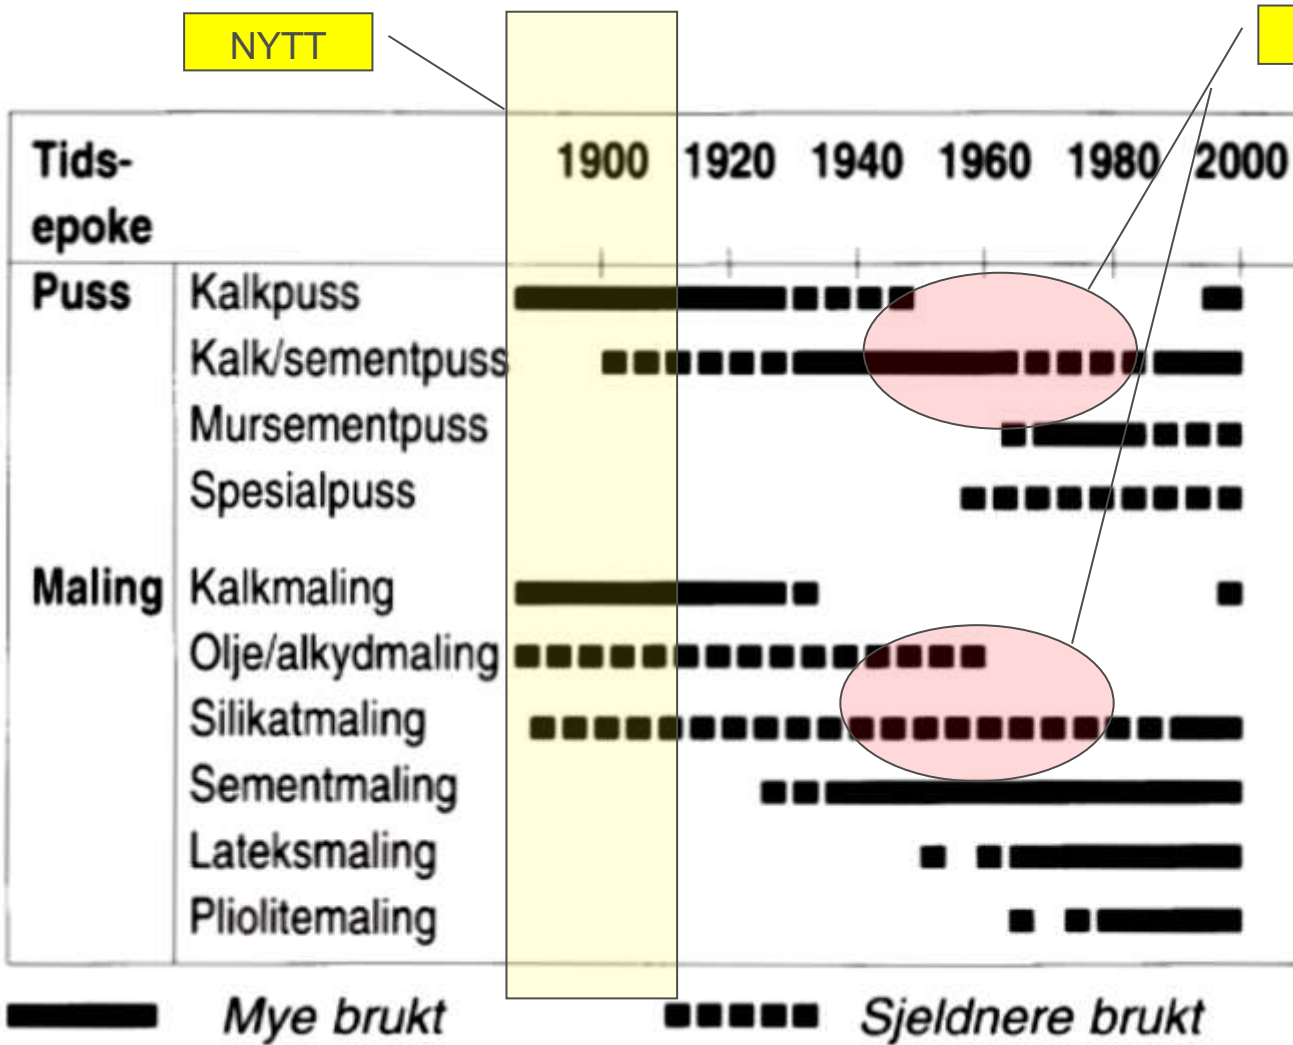 NYTT
Tids-
epoke
1900 1920 1940 1960 1980 2000
Puss
Kalkpuss
Kalk/sementpuss
Mursementpuss
Spesialpuss
Maling
Kalkmaling
Olje/alkydmaling
Silikatmaling
Sementmaling
Lateksmaling
Pliolitemaling
Mye brukt
Sjeldnere brukt